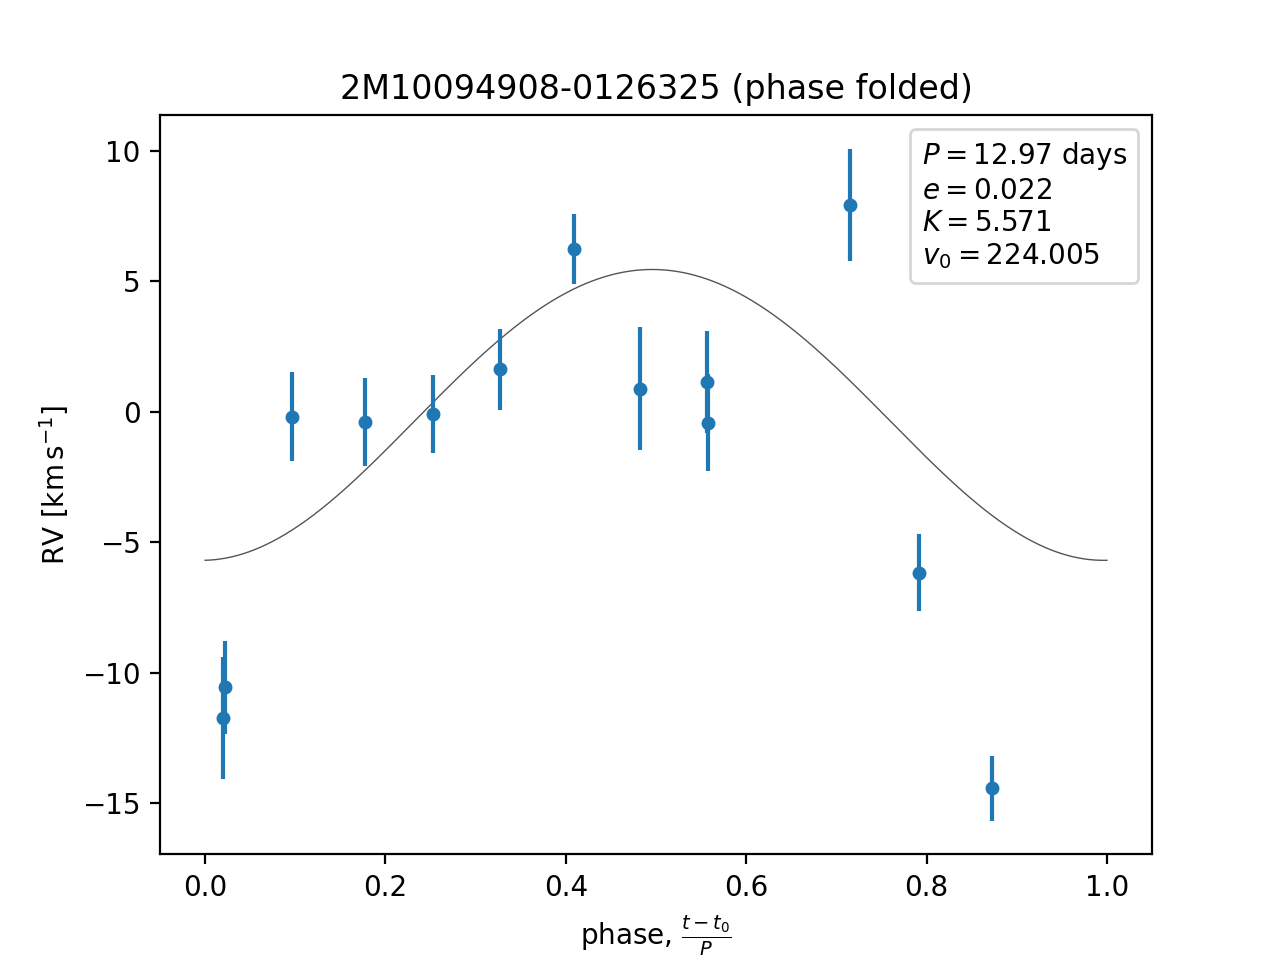 2M10094908-0126325 (phase folded)
P = 12.97 days
e = 0.022
K = 5.571
v₀ = 224.005
10
5
0
−5
−10
−15
RV [km s⁻¹]
0.0 0.2 0.4 0.6 0.8 1.0
phase, (t − t₀)/P